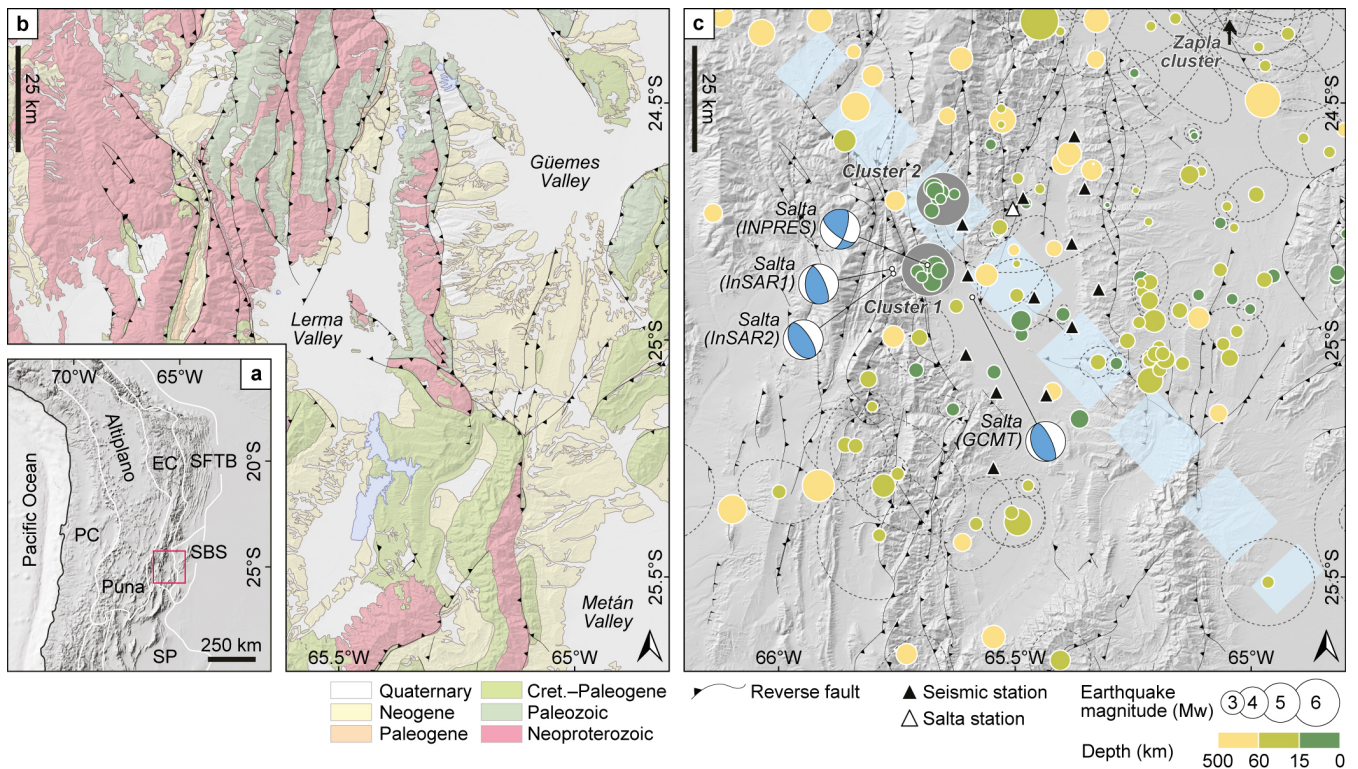 b
25 km
Güemes
Valley
Lerma
Valley
Metán
Valley
65.5°W
65°W
a
70°W
65°W
Altiplano
EC
SFTB
20°S
Pacific Ocean
PC
SBS
Puna
25°S
250 km
SP
c
25 km
Zapla
cluster
24.5°S
Cluster 2
Salta
(INPRES)
Salta
(InSAR1)
Cluster 1
Salta
(InSAR2)
25°S
Salta
(GCMT)
25.5°S
66°W
65.5°W
65°W
Quaternary
Neogene
Paleogene
Cret.–Paleogene
Paleozoic
Neoproterozoic
Reverse fault
Seismic station
Salta station
Earthquake
magnitude (Mw)
3 4 5 6
Depth (km)
500 60 15 0
24.5°S
25°S
25.5°S